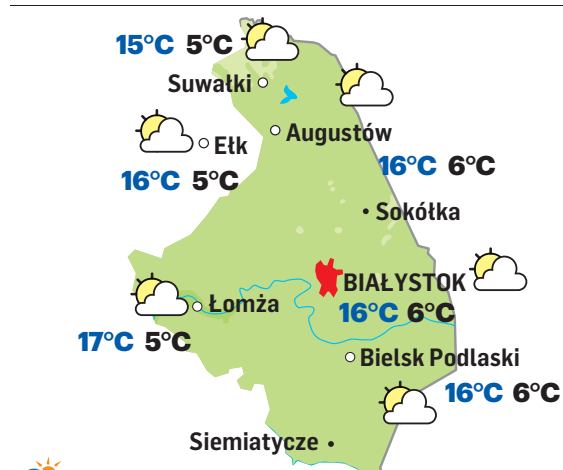 15°C 5°C
Suwałki
Augustów
Ełk
16°C 5°C
16°C 6°C
Sokółka
BIAŁYSTOK
Łomża
16°C 6°C
17°C 5°C
Bielsk Podlaski
16°C 6°C
Siemiatycze